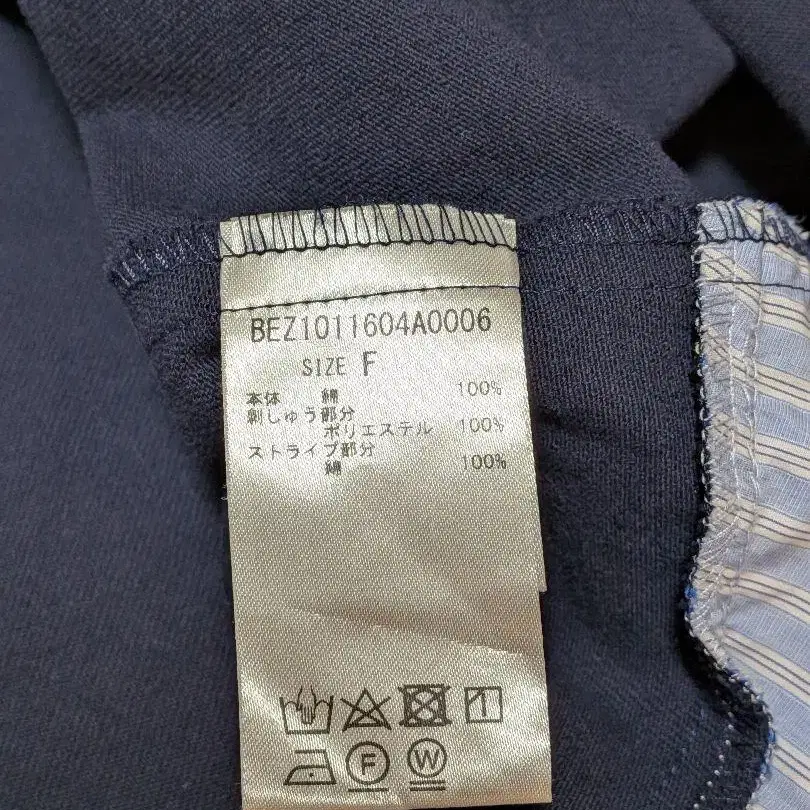 BEZ1011604A0006
SIZE F
本体 綿 100%
刺しゅう部分
ポリエステル 100%
ストライプ部分
綿 100%
F W